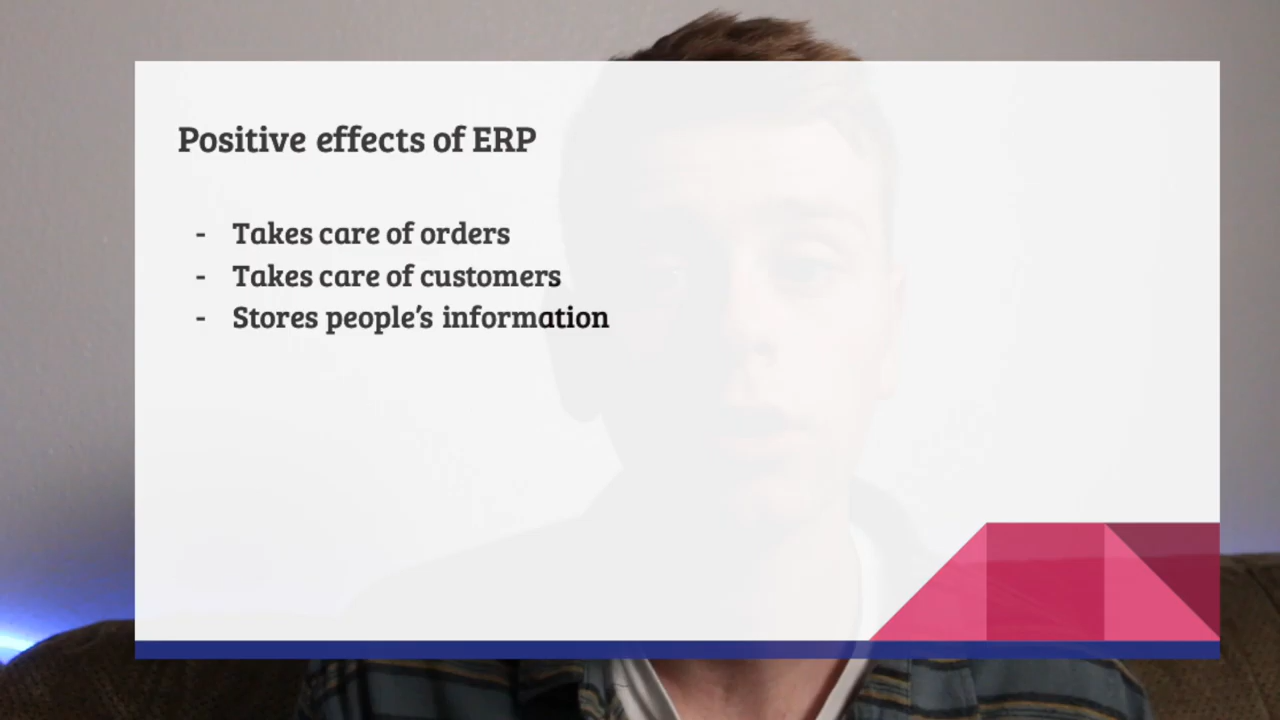 Positive effects of ERP
- Takes care of orders
- Takes care of customers
- Stores people’s information